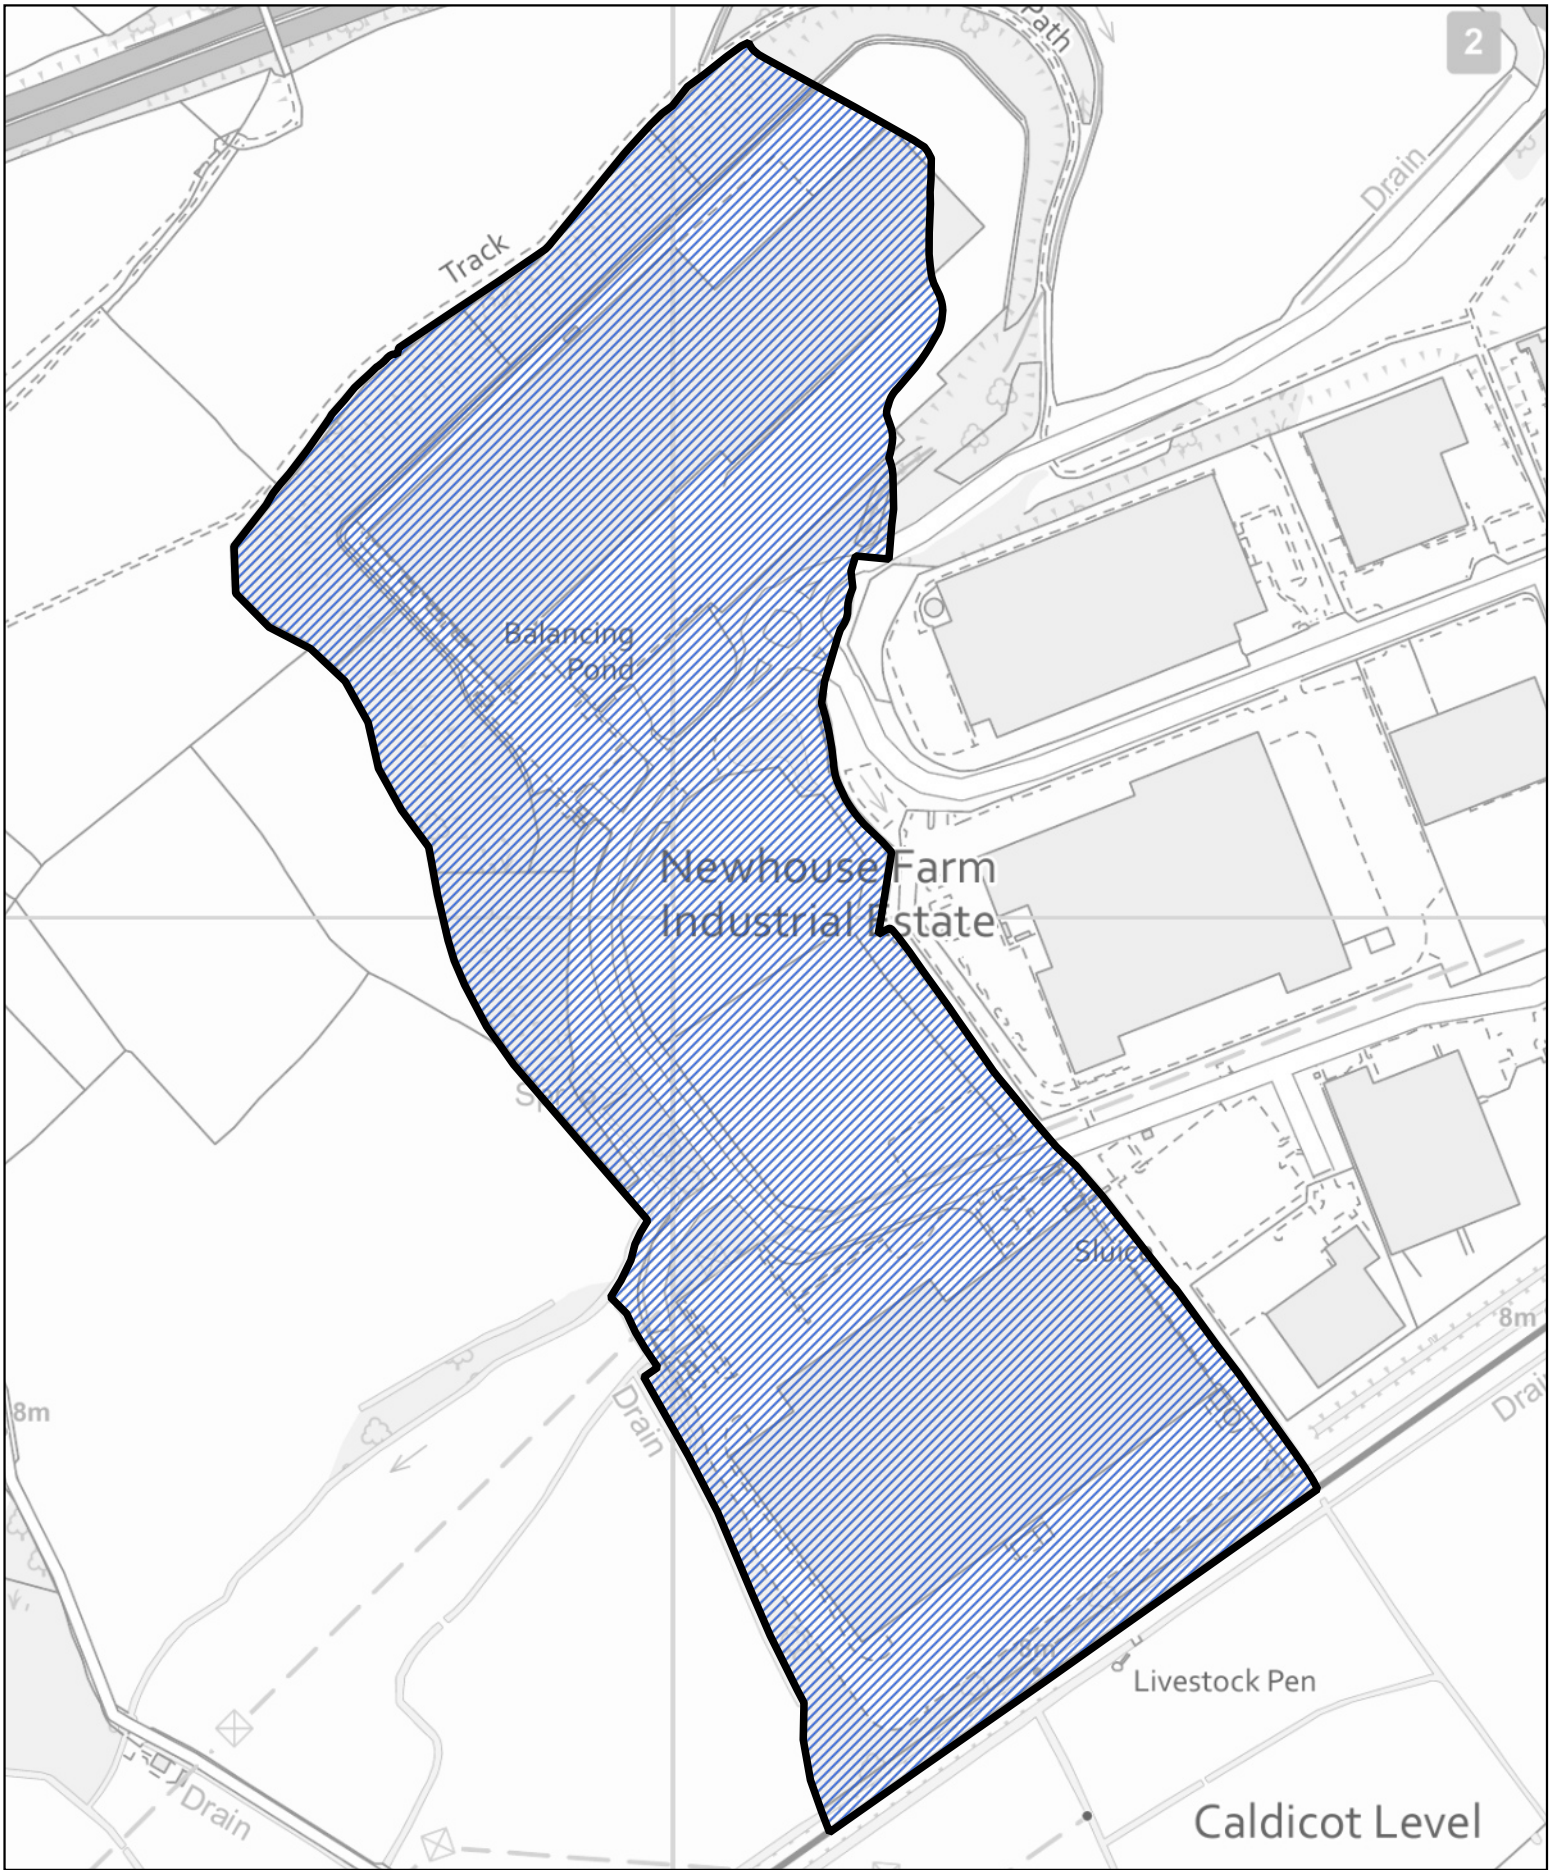 Path
2
Drain
Track
Balancing
Pond
Newhouse Farm
Industrial Estate
Sluice
8m
8m
Drain
Drain
8m
Livestock Pen
Drain
Caldicot Level